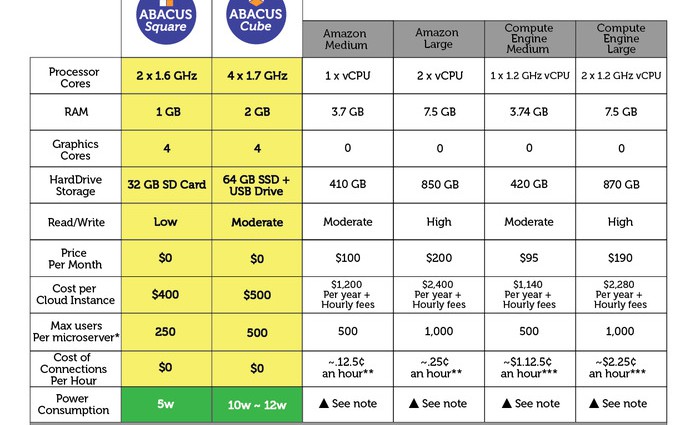 ABACUS Square
ABACUS Cube
Amazon Medium
Amazon Large
Compute Engine Medium
Compute Engine Large
Processor Cores
2 x 1.6 GHz
4 x 1.7 GHz
1 x vCPU
2 x vCPU
1 x 1.2 GHz vCPU
2 x 1.2 GHz vCPU
RAM
1 GB
2 GB
3.7 GB
7.5 GB
3.74 GB
7.5 GB
Graphics Cores
4
4
0
0
0
0
HardDrive Storage
32 GB SD Card
64 GB SSD + USB Drive
410 GB
850 GB
420 GB
870 GB
Read/Write
Low
Moderate
Moderate
High
Moderate
High
Price Per Month
$0
$0
$100
$200
$95
$190
Cost per Cloud Instance
$400
$500
$1,200 Per year + Hourly fees
$2,400 Per year + Hourly fees
$1,140 Per year + Hourly fees
$2,280 Per year + Hourly fees
Max users Per microserver*
250
500
500
1,000
500
1,000
Cost of Connections Per Hour
$0
$0
~.12.5¢ an hour**
~.25¢ an hour**
~$1.12.5¢ an hour***
~$2.25¢ an hour***
Power Consumption
5w
10w ~ 12w
▲ See note
▲ See note
▲ See note
▲ See note